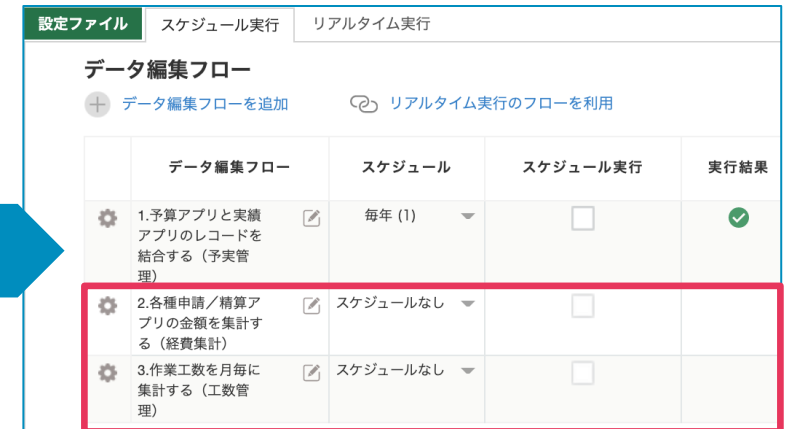 設定ファイル
スケジュール実行
リアルタイム実行
データ編集フロー
データ編集フローを追加
リアルタイム実行のフローを利用
データ編集フロー
スケジュール
スケジュール実行
実行結果
1.予算アプリと実績
アプリのレコードを
結合する（予実管
理）
毎年 (1)
2.各種申請／精算ア
プリの金額を集計す
る（経費集計）
スケジュールなし
3.作業工数を月毎に
集計する（工数管
理）
スケジュールなし